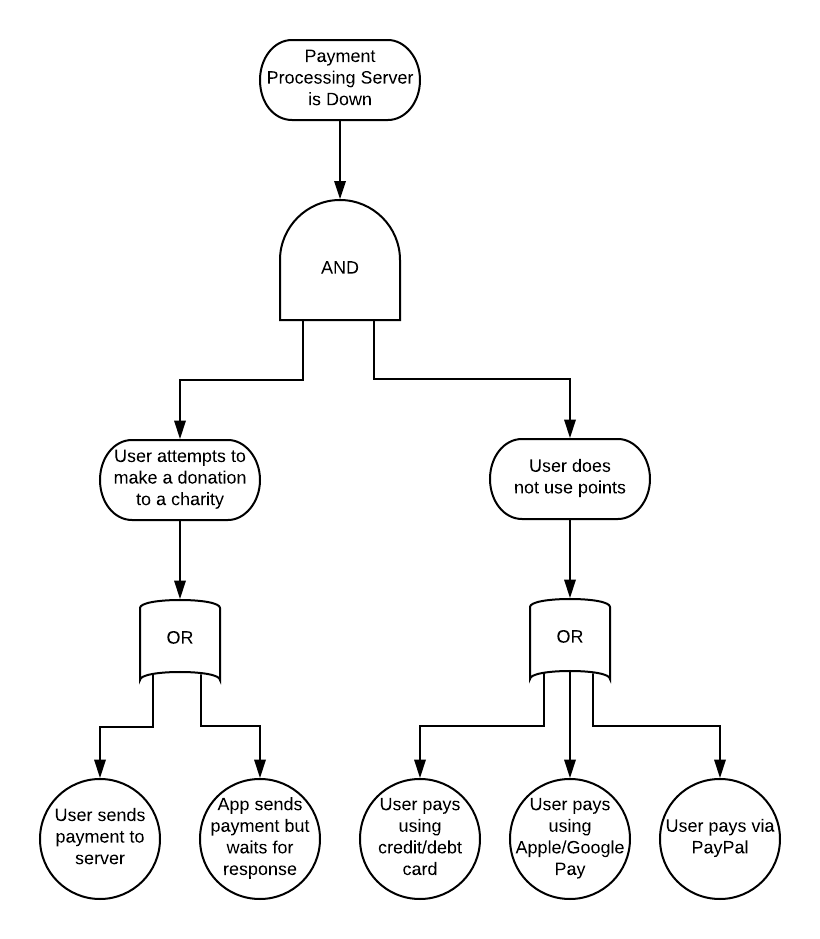 Payment
Processing Server
is Down
AND
User attempts to
make a donation
to a charity
User does
not use points
OR
OR
User sends
payment to
server
App sends
payment but
waits for
response
User pays
using
credit/debt
card
User pays
using
Apple/Google
Pay
User pays via
PayPal